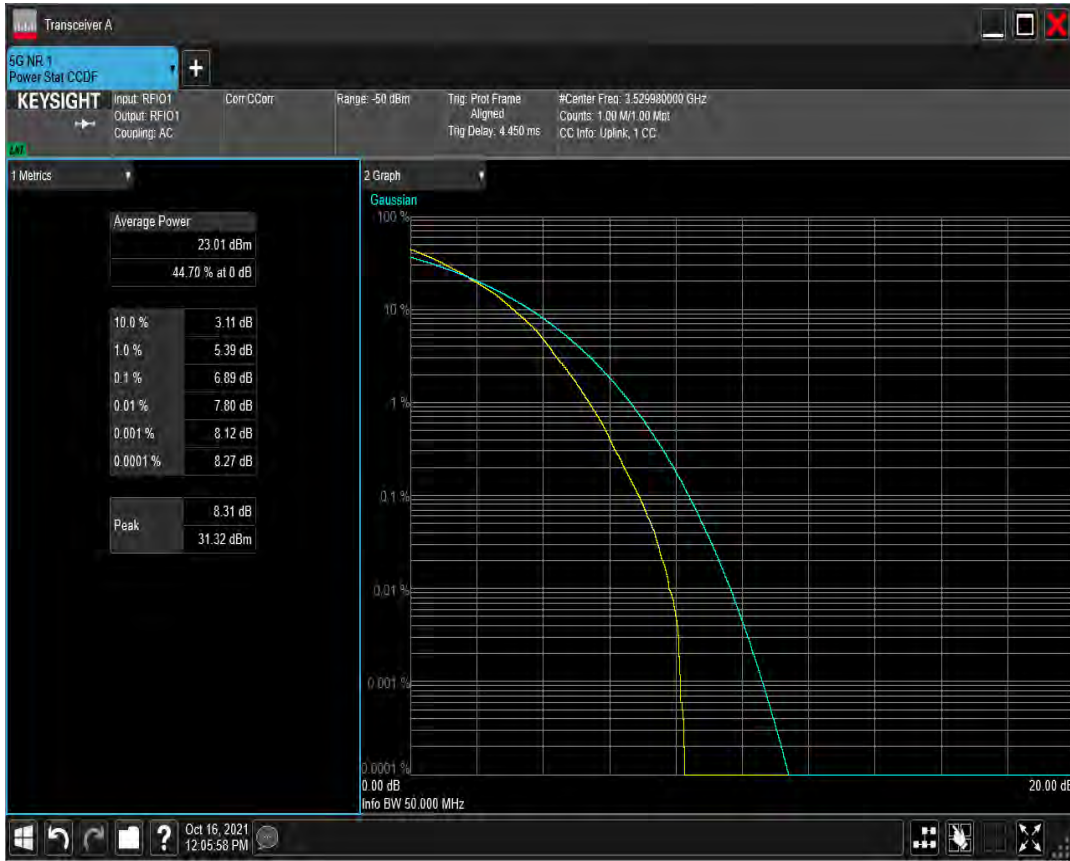 Transceiver A
5G NR 1
Power Stat CCDF
+
KEYSIGHT
Input: RFIO1
Output: RFIO1
Coupling: AC
Corr CCorr
Range: -50 dBm
Trig: Prot Frame
Aligned
Trig Delay: 4.450 ms
#Center Freq: 3.529980000 GHz
Counts: 1.00 M/1.00 Mpt
CC Info: Uplink, 1 CC
1 Metrics
Average Power
23.01 dBm
44.70 % at 0 dB
10.0 % 3.11 dB
1.0 % 5.39 dB
0.1 % 6.89 dB
0.01 % 7.80 dB
0.001 % 8.12 dB
0.0001 % 8.27 dB
Peak
8.31 dB
31.32 dBm
2 Graph
Gaussian
100 %
10 %
1 %
0.1 %
0.01 %
0.001 %
0.0001 %
0.00 dB
20.00 dB
Info BW 50.000 MHz
?
Oct 16, 2021
12:05:58 PM